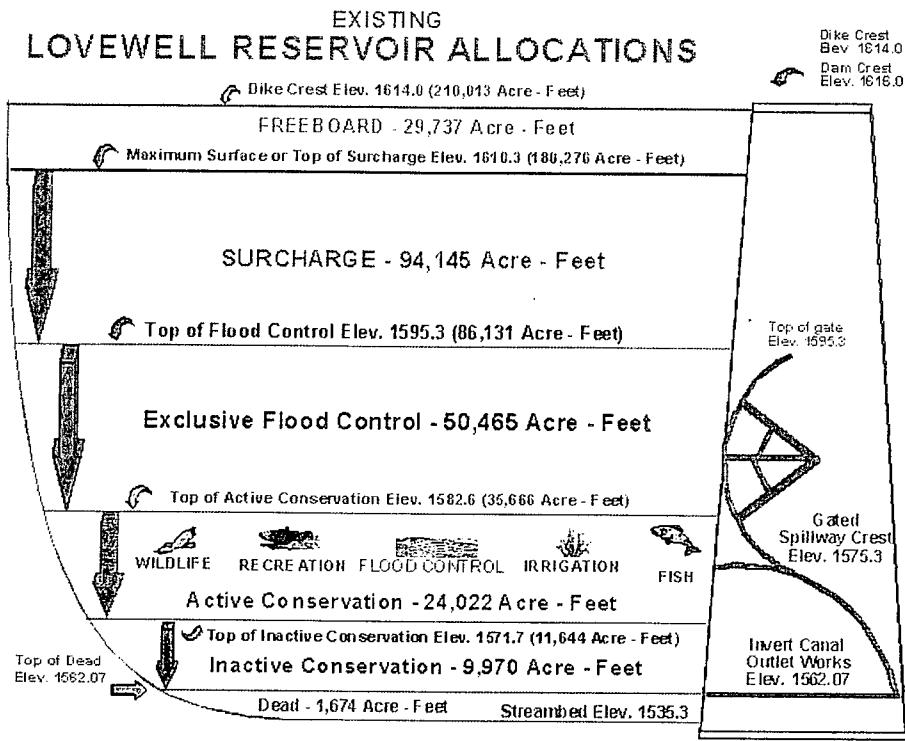 EXISTING
LOVEWELL RESERVOIR ALLOCATIONS
Dike Crest
Elev 1614.0
Dam Crest
Elev. 1616.0
Dike Crest Elev. 1614.0 (210,013 Acre - Feet)
FREEBOARD - 29,737 Acre - Feet
Maximum Surface or Top of Surcharge Elev. 1610.3 (180,276 Acre - Feet)
SURCHARGE - 94,145 Acre - Feet
Top of Flood Control Elev. 1595.3 (86,131 Acre - Feet)
Top of gate
Elev. 1595.3
Exclusive Flood Control - 50,465 Acre - Feet
Top of Active Conservation Elev. 1582.6 (35,666 Acre - Feet)
Gated
Spillway Crest
Elev. 1575.3
WILDLIFE RECREATION FLOOD CONTROL IRRIGATION FISH
Active Conservation - 24,022 Acre - Feet
Top of Inactive Conservation Elev. 1571.7 (11,644 Acre - Feet)
Inactive Conservation - 9,970 Acre - Feet
Invert Canal
Outlet Works
Elev. 1562.07
Top of Dead
Elev. 1562.07
Dead - 1,674 Acre - Feet
Streambed Elev. 1535.3